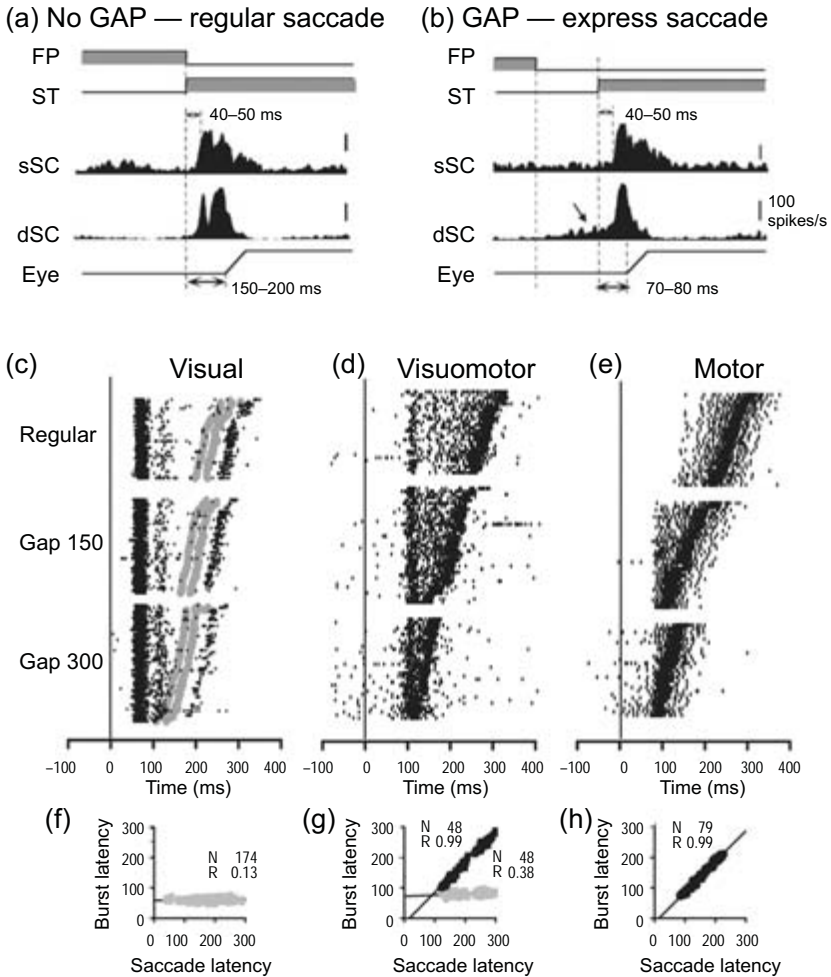 (a) No GAP — regular saccade
(b) GAP — express saccade
FP
ST
40–50 ms
sSC
dSC
Eye
150–200 ms
FP
ST
40–50 ms
sSC
dSC
100
spikes/s
Eye
70–80 ms
(c) Visual
(d) Visuomotor
(e) Motor
Regular
Gap 150
Gap 300
−100 0 100 200 300 400
Time (ms)
−100 0 100 200 300 400
Time (ms)
−100 0 100 200 300 400
Time (ms)
(f)
Burst latency
300
200
100
0
N 174
R 0.13
0 100 200 300
Saccade latency
(g)
Burst latency
300
200
100
0
N 48
R 0.99
N 48
R 0.38
0 100 200 300
Saccade latency
(h)
Burst latency
300
200
100
0
N 79
R 0.99
0 100 200 300
Saccade latency